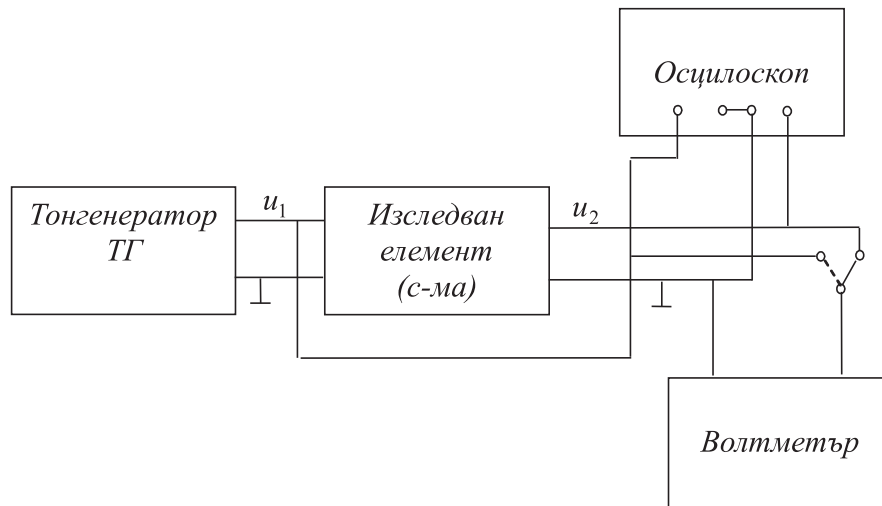 Осцилоскоп
Тонгенератор
ТГ
u1
Изследван
елемент
(с-ма)
u2
Волтметър